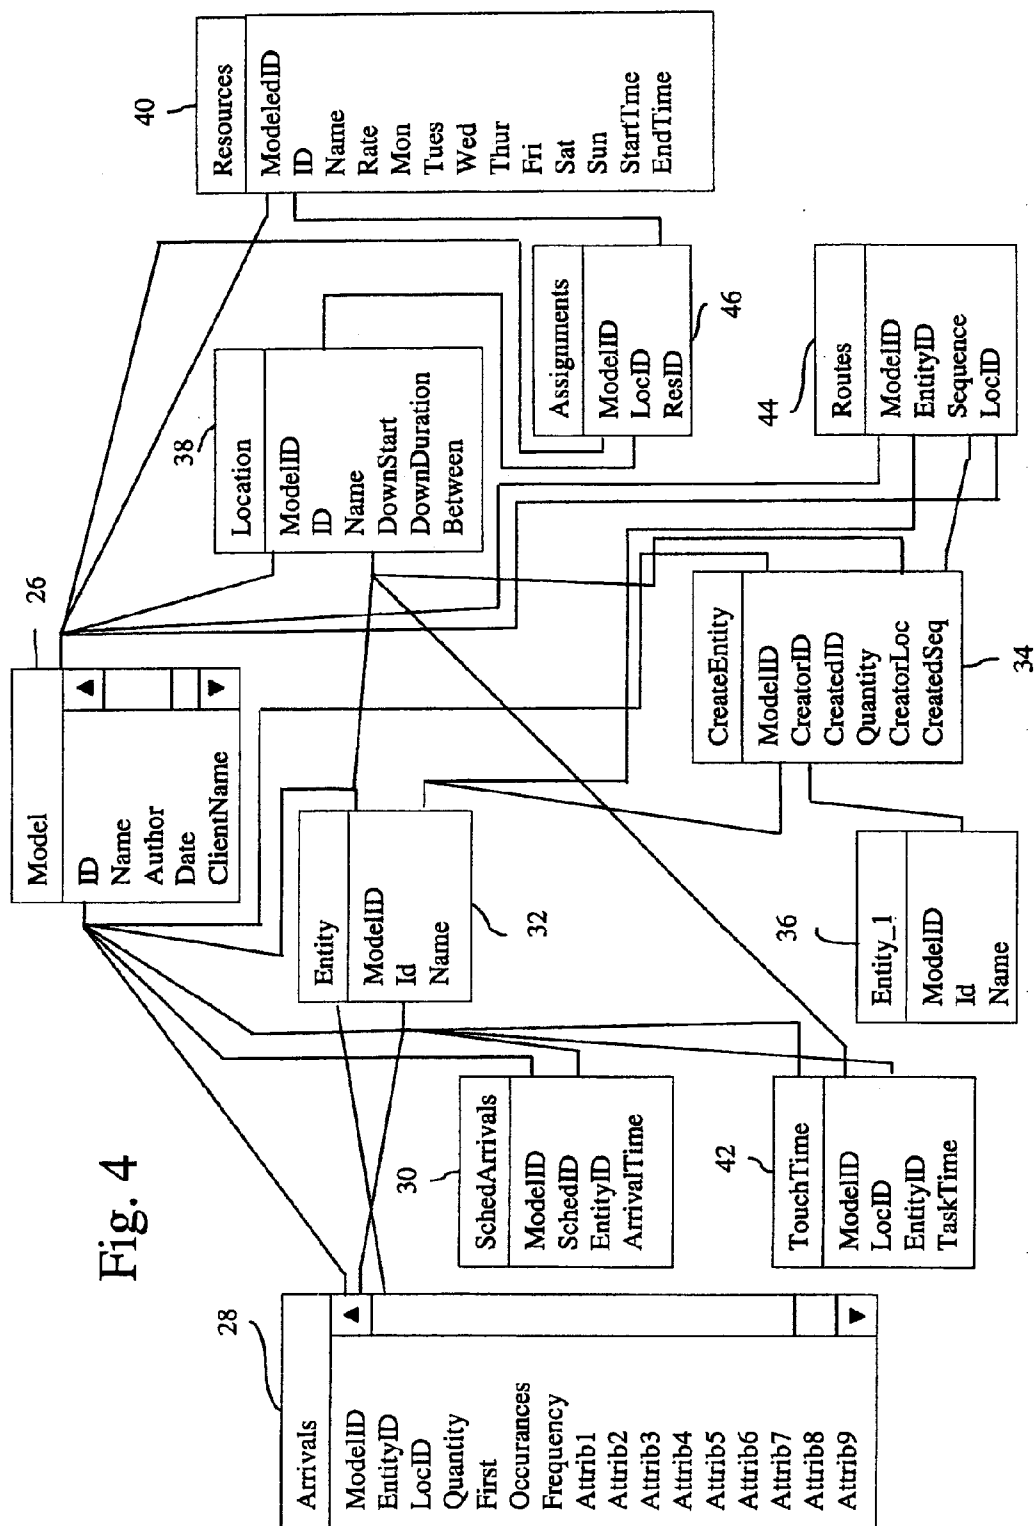 Fig. 4
28
Arrivals
ModelID
EntityID
LocID
Quantity
First
Occurances
Frequency
Attrib1
Attrib2
Attrib3
Attrib4
Attrib5
Attrib6
Attrib7
Attrib8
Attrib9
30
SchedArrivals
ModelID
SchedID
EntityID
ArrivalTime
42
TouchTime
ModelID
LocID
EntityID
TaskTime
Model
26
ID
Name
Author
Date
ClientName
Entity
ModelID
Id
Name
32
36
Entity_1
ModelID
Id
Name
38
Location
ModelID
ID
Name
DownStart
DownDuration
Between
CreateEntity
ModelID
CreatorID
CreatedID
Quantity
CreatorLoc
CreatedSeq
34
40
Resources
ModeledID
ID
Name
Rate
Mon
Tues
Wed
Thur
Fri
Sat
Sun
StartTme
EndTime
Assignments
ModelID
LocID
ResID
46
44
Routes
ModelID
EntityID
Sequence
LocID